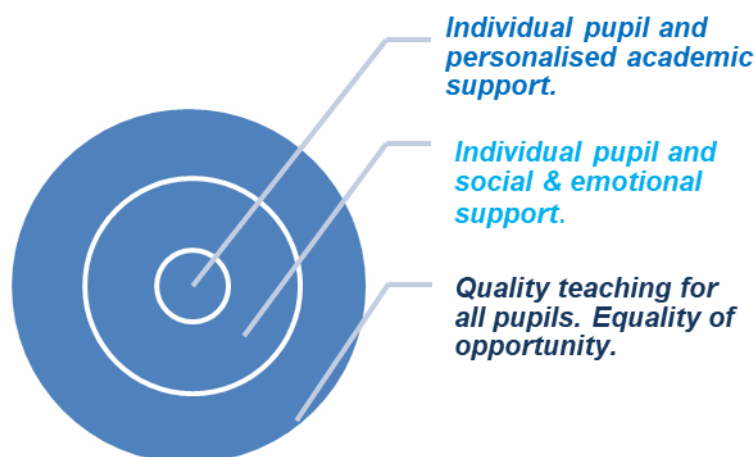 Individual pupil and
personalised academic
support.
Individual pupil and
social & emotional
support.
Quality teaching for
all pupils. Equality of
opportunity.